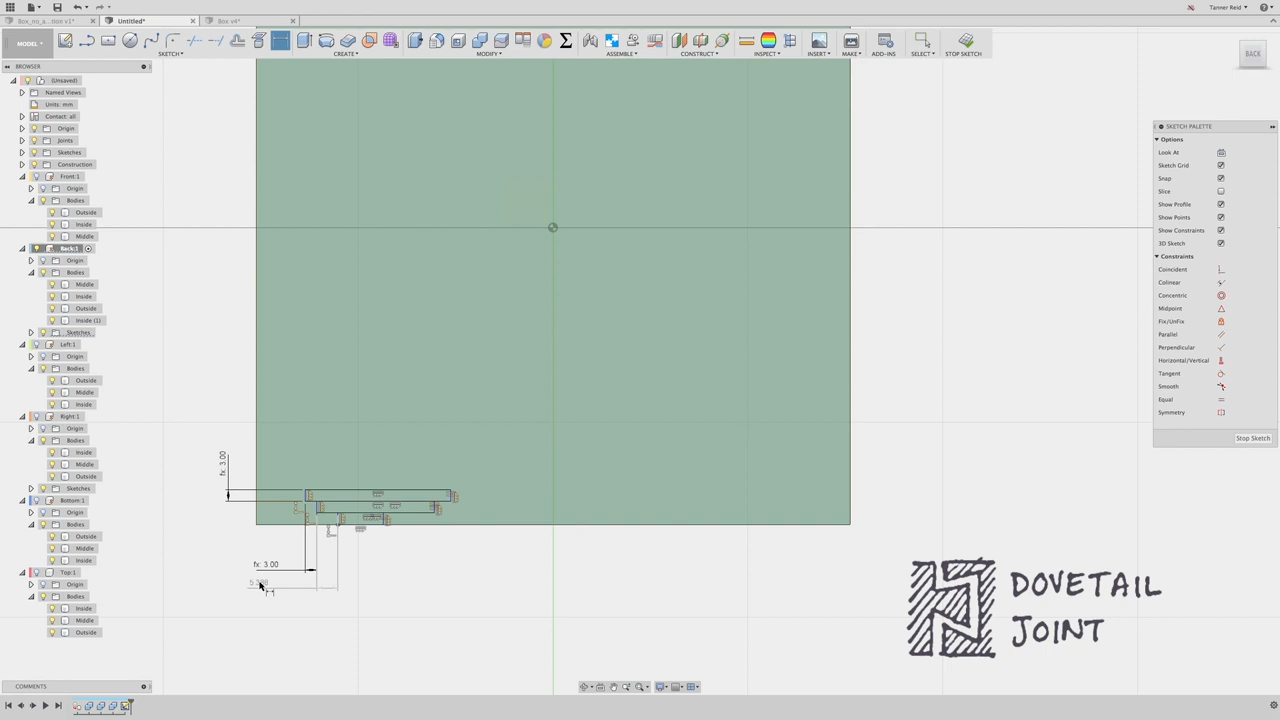 Tanner Reid
Box_no_a...tion v1*
Untitled*
Box v4*
MODEL
SKETCH
CREATE
MODIFY
ASSEMBLE
CONSTRUCT
INSPECT
INSERT
MAKE
ADD-INS
SELECT
STOP SKETCH
BACK
BROWSER
(Unsaved)
Named Views
Units: mm
Contact: all
Origin
Joints
Sketches
Construction
Front:1
Origin
Bodies
Outside
Inside
Middle
Back:1
Origin
Bodies
Middle
Inside
Outside
Inside (1)
Sketches
Left:1
Origin
Bodies
Outside
Middle
Inside
Right:1
Origin
Bodies
Inside
Middle
Outside
Sketches
Bottom:1
Origin
Bodies
Outside
Middle
Inside
Top:1
Origin
Bodies
Inside
Middle
Outside
SKETCH PALETTE
Options
Look At
Sketch Grid
Snap
Slice
Show Profile
Show Points
Show Constraints
3D Sketch
Constraints
Coincident
Colinear
Concentric
Midpoint
Fix/UnFix
Parallel
Perpendicular
Horizontal/Vertical
Tangent
Smooth
Equal
Symmetry
Stop Sketch
fx: 3.00
fx: 3.00
DOVETAIL
JOINT
COMMENTS